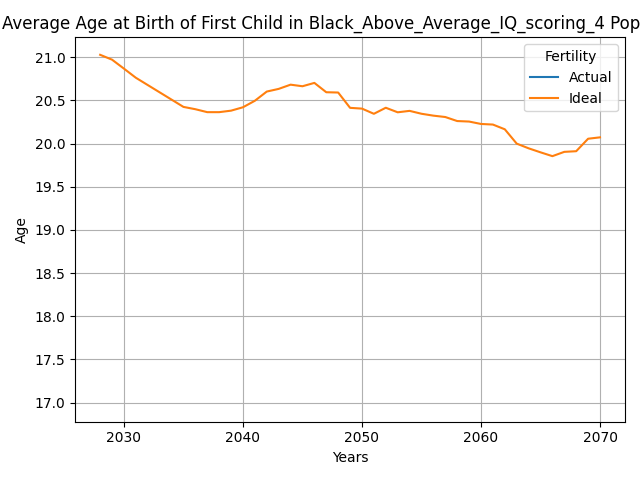 Average Age at Birth of First Child in Black_Above_Average_IQ_scoring_4 Pop
Fertility
Actual
Ideal
21.0
20.5
20.0
19.5
19.0
18.5
18.0
17.5
17.0
Age
2030 2040 2050 2060 2070
Years